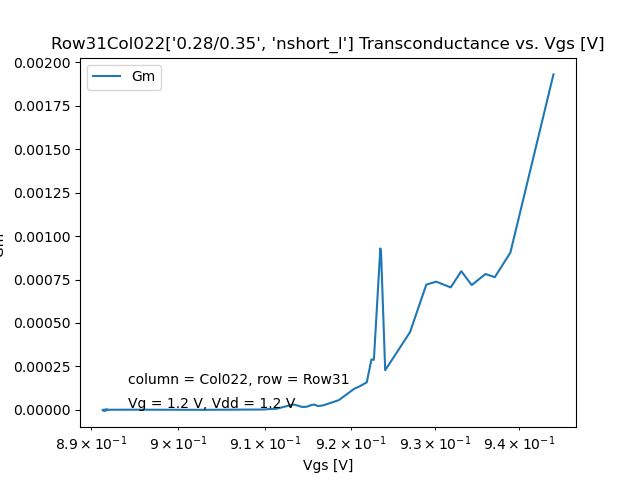 Row31Col022['0.28/0.35', 'nshort_l'] Transconductance vs. Vgs [V]
Gm
0.00200
0.00175
0.00150
0.00125
0.00100
0.00075
0.00050
0.00025
0.00000
Gm
column = Col022, row = Row31
Vg = 1.2 V, Vdd = 1.2 V
8.9 × 10⁻¹ 9 × 10⁻¹ 9.1 × 10⁻¹ 9.2 × 10⁻¹ 9.3 × 10⁻¹ 9.4 × 10⁻¹
Vgs [V]